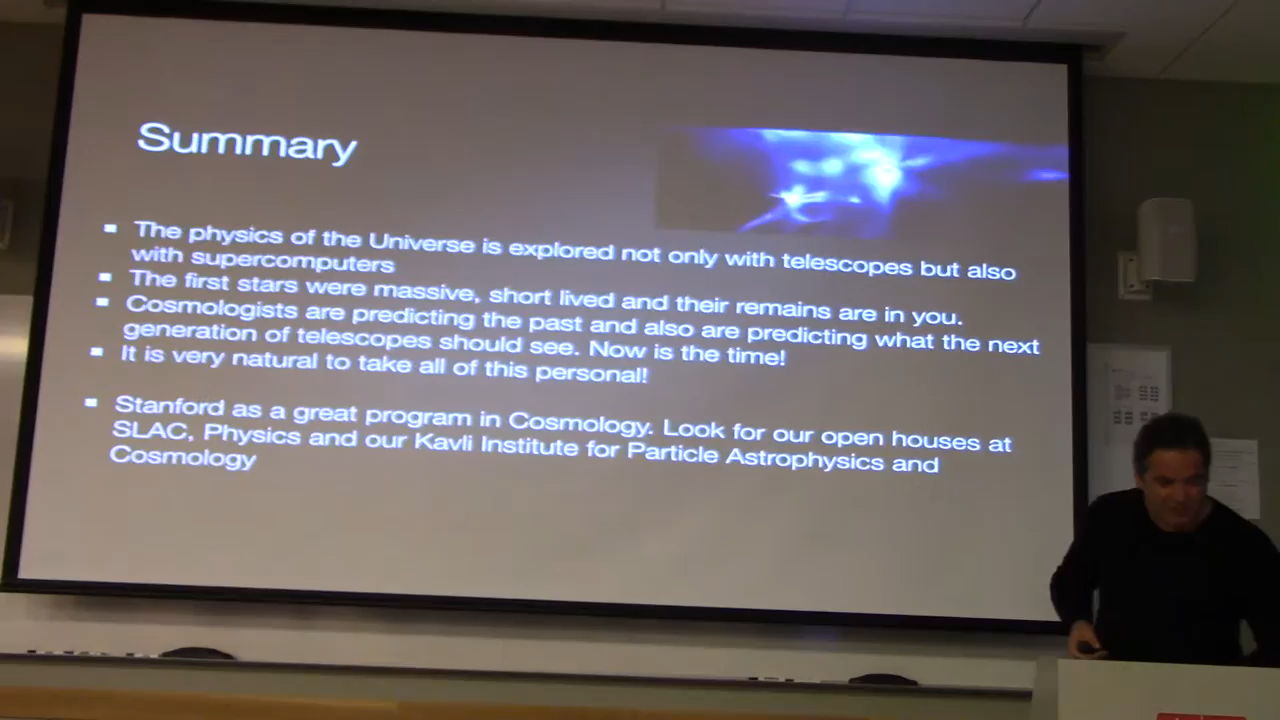 Summary
The physics of the Universe is explored not only with telescopes but also
with supercomputers
The first stars were massive, short lived and their remains are in you.
Cosmologists are predicting the past and also are predicting what the next
generation of telescopes should see. Now is the time!
It is very natural to take all of this personal!
Stanford as a great program in Cosmology. Look for our open houses at
SLAC, Physics and our Kavli Institute for Particle Astrophysics and
Cosmology